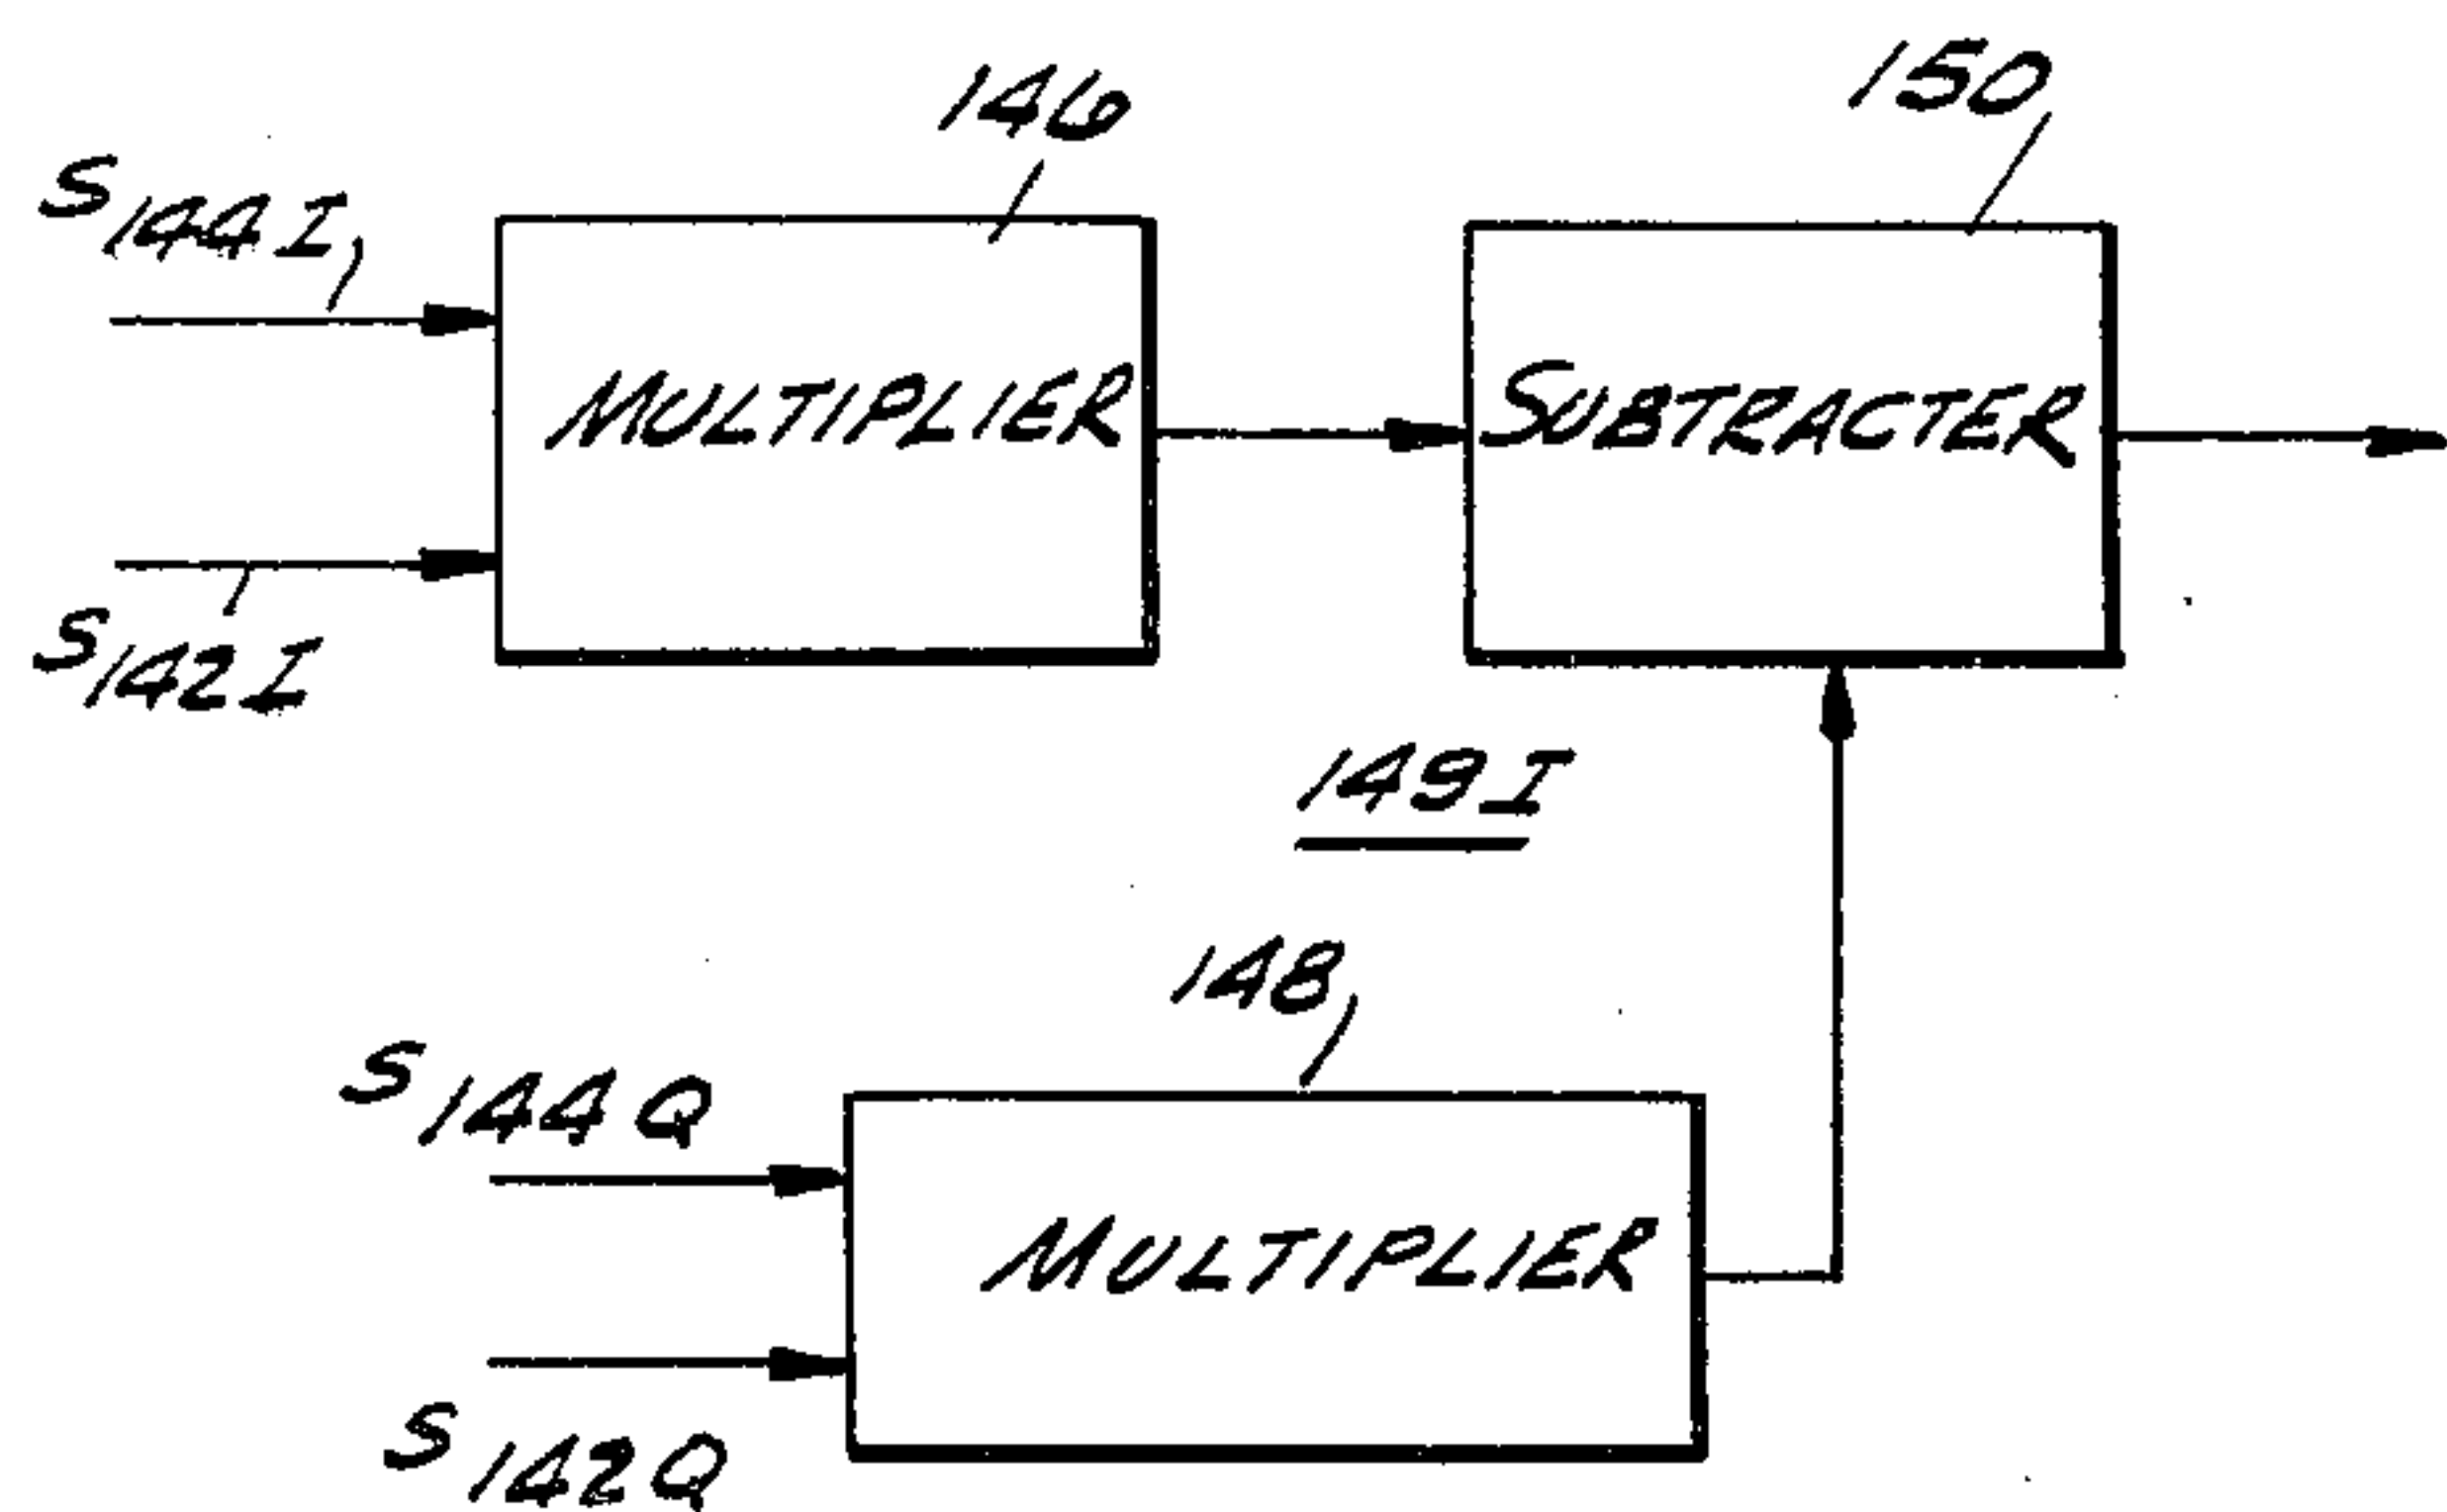 146
150
S144I
MULTIPLIER
SUBTRACTER
S142I
149I
148
S144Q
MULTIPLIER
S142Q